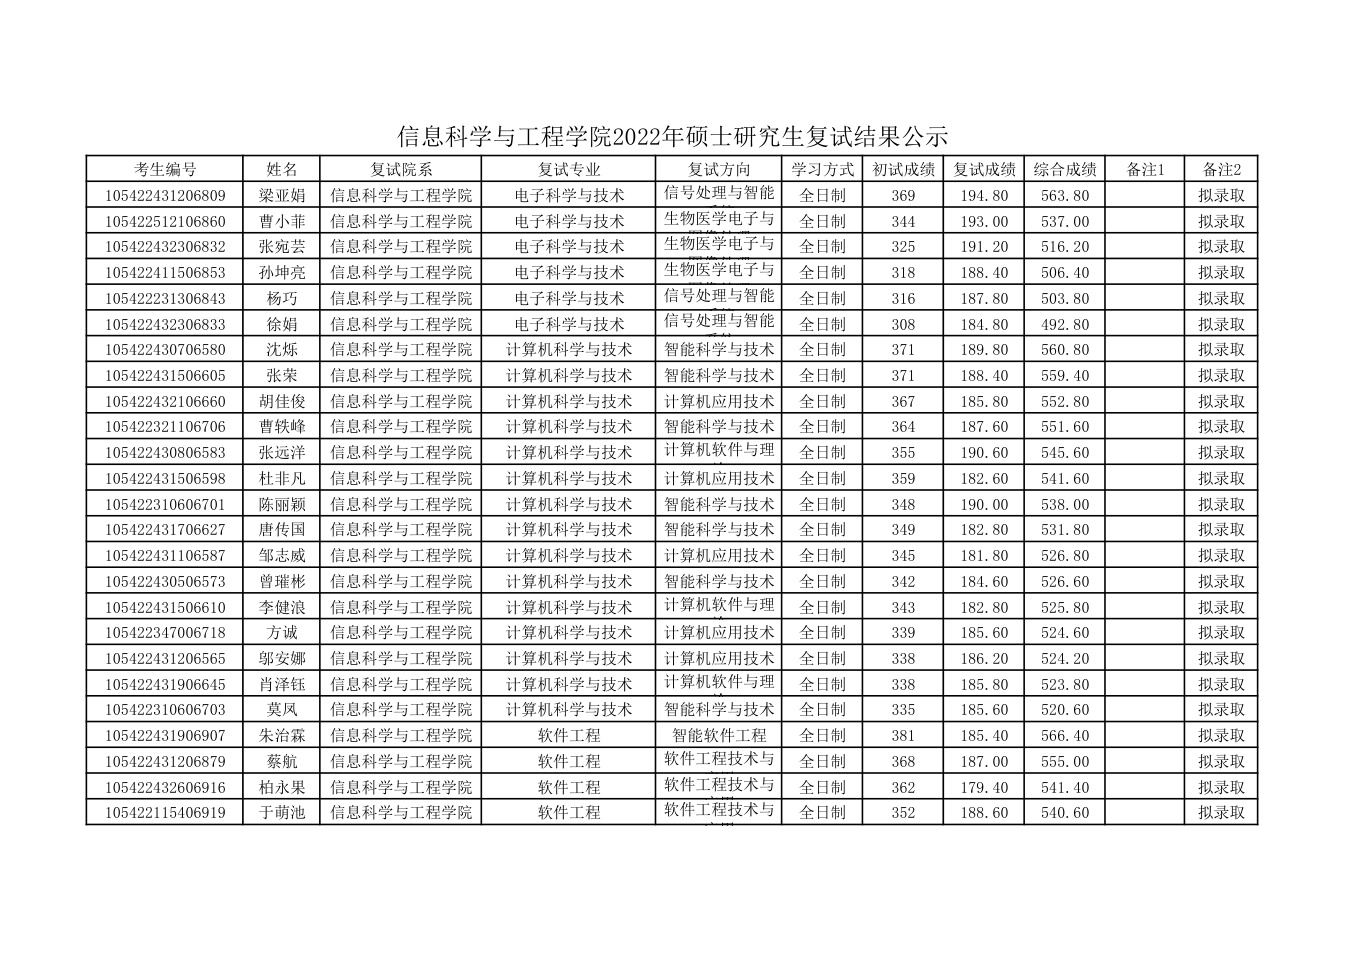 信息科学与工程学院2022年硕士研究生复试结果公示
考生编号 姓名 复试院系 复试专业 复试方向 学习方式 初试成绩 复试成绩 综合成绩 备注1 备注2
105422431206809 梁亚娟 信息科学与工程学院 电子科学与技术 信号处理与智能 全日制 369 194.80 563.80 拟录取
105422512106860 曹小菲 信息科学与工程学院 电子科学与技术 生物医学电子与 全日制 344 193.00 537.00 拟录取
105422432306832 张宛芸 信息科学与工程学院 电子科学与技术 生物医学电子与 全日制 325 191.20 516.20 拟录取
105422411506853 孙坤亮 信息科学与工程学院 电子科学与技术 生物医学电子与 全日制 318 188.40 506.40 拟录取
105422231306843 杨巧 信息科学与工程学院 电子科学与技术 信号处理与智能 全日制 316 187.80 503.80 拟录取
105422432306833 徐娟 信息科学与工程学院 电子科学与技术 信号处理与智能 全日制 308 184.80 492.80 拟录取
105422430706580 沈烁 信息科学与工程学院 计算机科学与技术 智能科学与技术 全日制 371 189.80 560.80 拟录取
105422431506605 张荣 信息科学与工程学院 计算机科学与技术 智能科学与技术 全日制 371 188.40 559.40 拟录取
105422432106660 胡佳俊 信息科学与工程学院 计算机科学与技术 计算机应用技术 全日制 367 185.80 552.80 拟录取
105422321106706 曹轶峰 信息科学与工程学院 计算机科学与技术 智能科学与技术 全日制 364 187.60 551.60 拟录取
105422430806583 张远洋 信息科学与工程学院 计算机科学与技术 计算机软件与理 全日制 355 190.60 545.60 拟录取
105422431506598 杜非凡 信息科学与工程学院 计算机科学与技术 计算机应用技术 全日制 359 182.60 541.60 拟录取
105422310606701 陈丽颖 信息科学与工程学院 计算机科学与技术 智能科学与技术 全日制 348 190.00 538.00 拟录取
105422431706627 唐传国 信息科学与工程学院 计算机科学与技术 智能科学与技术 全日制 349 182.80 531.80 拟录取
105422431106587 邹志威 信息科学与工程学院 计算机科学与技术 计算机应用技术 全日制 345 181.80 526.80 拟录取
105422430506573 曾璀彬 信息科学与工程学院 计算机科学与技术 智能科学与技术 全日制 342 184.60 526.60 拟录取
105422431506610 李健浪 信息科学与工程学院 计算机科学与技术 计算机软件与理 全日制 343 182.80 525.80 拟录取
105422347006718 方诚 信息科学与工程学院 计算机科学与技术 计算机应用技术 全日制 339 185.60 524.60 拟录取
105422431206565 邬安娜 信息科学与工程学院 计算机科学与技术 计算机应用技术 全日制 338 186.20 524.20 拟录取
105422431906645 肖泽钰 信息科学与工程学院 计算机科学与技术 计算机软件与理 全日制 338 185.80 523.80 拟录取
105422310606703 莫凤 信息科学与工程学院 计算机科学与技术 智能科学与技术 全日制 335 185.60 520.60 拟录取
105422431906907 朱治霖 信息科学与工程学院 软件工程 智能软件工程 全日制 381 185.40 566.40 拟录取
105422431206879 蔡航 信息科学与工程学院 软件工程 软件工程技术与 全日制 368 187.00 555.00 拟录取
105422432606916 柏永果 信息科学与工程学院 软件工程 软件工程技术与 全日制 362 179.40 541.40 拟录取
105422115406919 于萌池 信息科学与工程学院 软件工程 软件工程技术与 全日制 352 188.60 540.60 拟录取